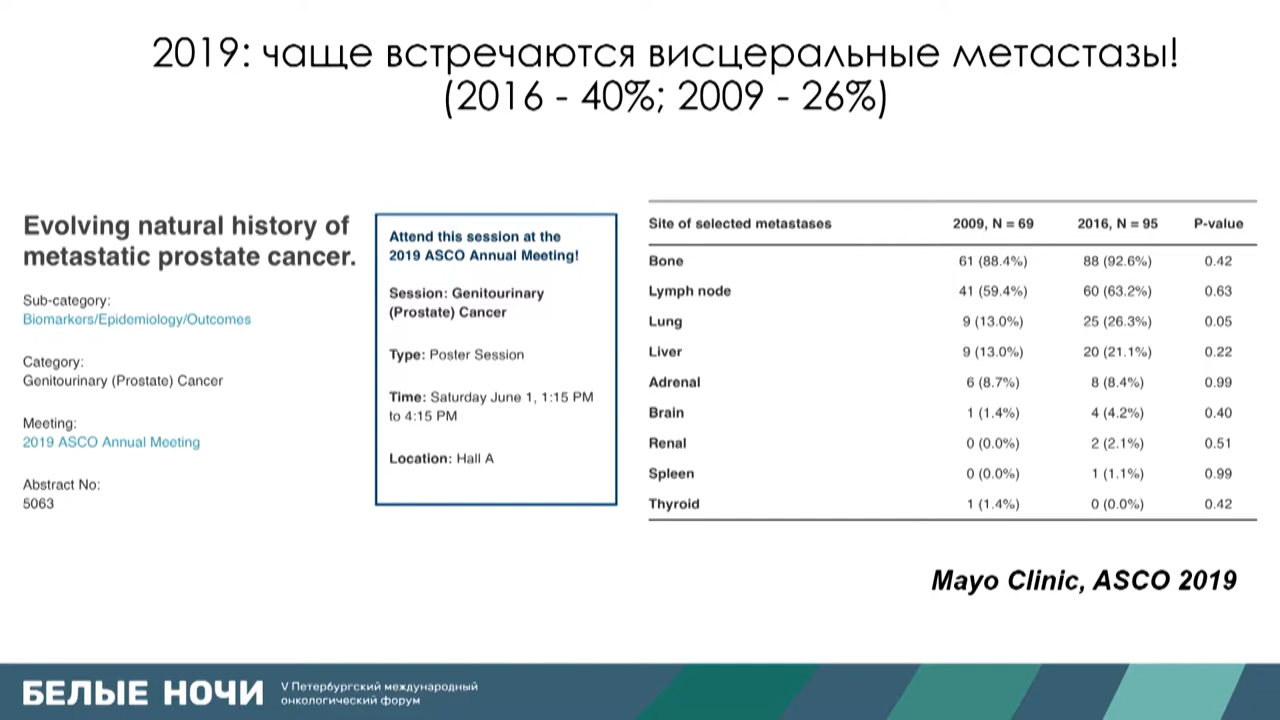 2019: чаще встречаются висцеральные метастазы!
(2016 - 40%; 2009 - 26%)
Evolving natural history of
metastatic prostate cancer.
Sub-category:
Biomarkers/Epidemiology/Outcomes
Category:
Genitourinary (Prostate) Cancer
Meeting:
2019 ASCO Annual Meeting
Abstract No:
5063
Attend this session at the
2019 ASCO Annual Meeting!
Session: Genitourinary
(Prostate) Cancer
Type: Poster Session
Time: Saturday June 1, 1:15 PM
to 4:15 PM
Location: Hall A
Site of selected metastases 2009, N = 69 2016, N = 95 P-value
Bone 61 (88.4%) 88 (92.6%) 0.42
Lymph node 41 (59.4%) 60 (63.2%) 0.63
Lung 9 (13.0%) 25 (26.3%) 0.05
Liver 9 (13.0%) 20 (21.1%) 0.22
Adrenal 6 (8.7%) 8 (8.4%) 0.99
Brain 1 (1.4%) 4 (4.2%) 0.40
Renal 0 (0.0%) 2 (2.1%) 0.51
Spleen 0 (0.0%) 1 (1.1%) 0.99
Thyroid 1 (1.4%) 0 (0.0%) 0.42
Mayo Clinic, ASCO 2019
БЕЛЫЕ НОЧИ
V Петербургский международный
онкологический форум